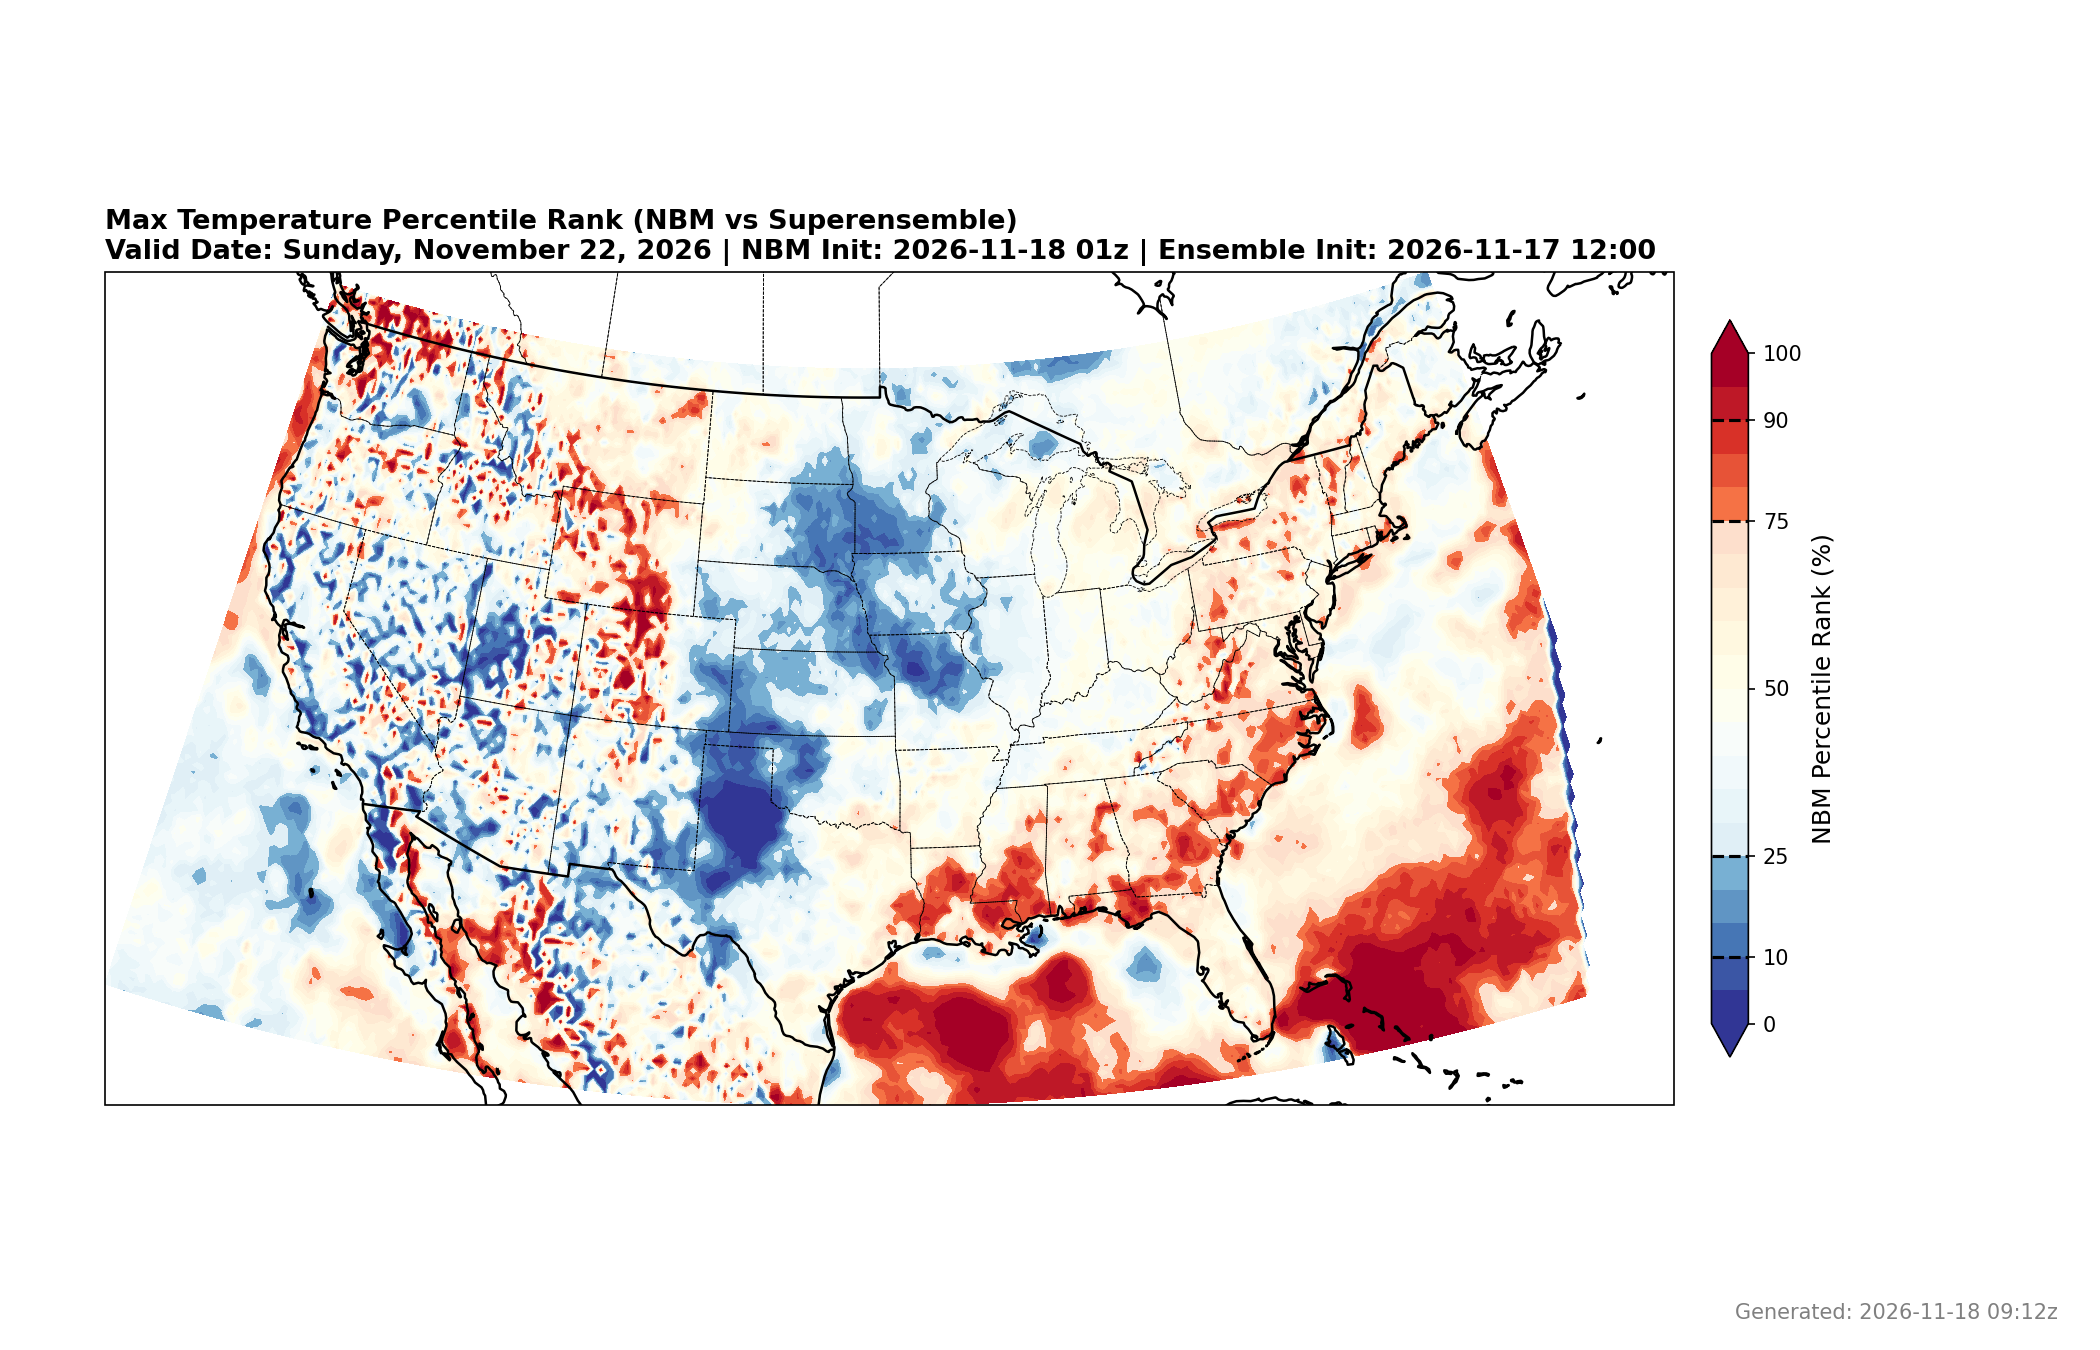 Max Temperature Percentile Rank (NBM vs Superensemble)
Valid Date: Sunday, November 22, 2026 | NBM Init: 2026-11-18 01z | Ensemble Init: 2026-11-17 12:00
100
90
75
50
25
10
0
NBM Percentile Rank (%)
Generated: 2026-11-18 09:12z